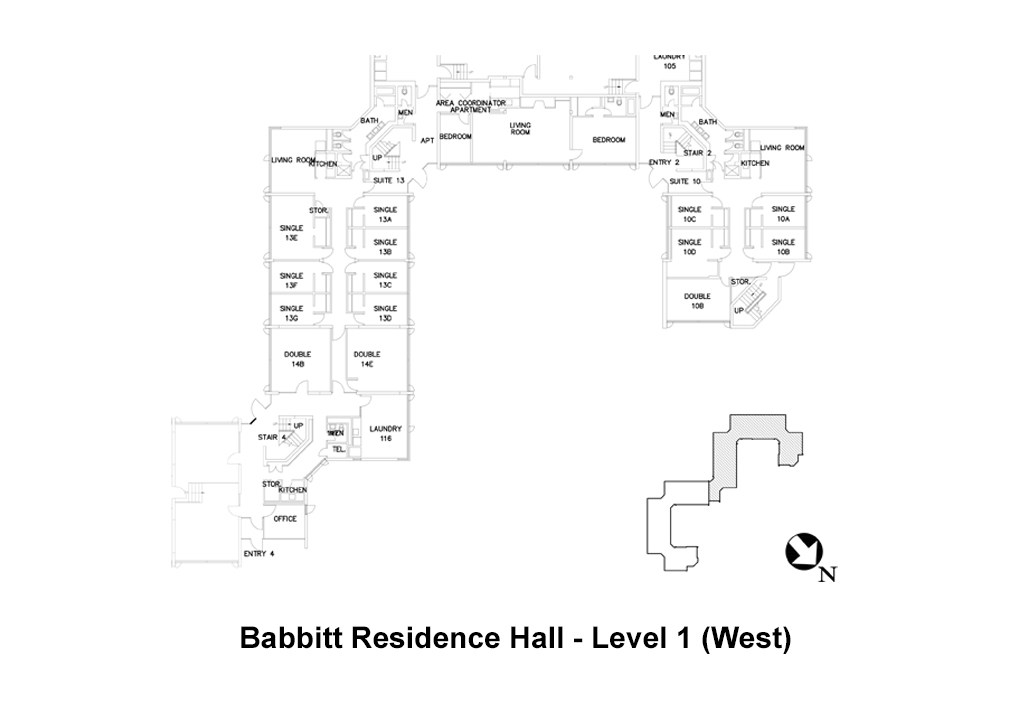 LAUNDRY
105
AREA COORDINATOR
APARTMENT
MEN
MEN
BATH
BATH
LIVING
ROOM
APT
BEDROOM
BEDROOM
UP
STAIR 2
LIVING ROOM
KITCHEN
ENTRY 2
KITCHEN
LIVING ROOM
SUITE 13
SUITE 10
STOR.
SINGLE
13A
SINGLE
10C
SINGLE
10A
SINGLE
13E
SINGLE
13B
SINGLE
10D
SINGLE
10B
SINGLE
13F
SINGLE
13C
STOR.
DOUBLE
10B
UP
SINGLE
13G
SINGLE
13D
DOUBLE
14B
DOUBLE
14E
UP
STAIR 4
LAUNDRY
116
TEL.
STOR.
KITCHEN
OFFICE
ENTRY 4
N
Babbitt Residence Hall - Level 1 (West)